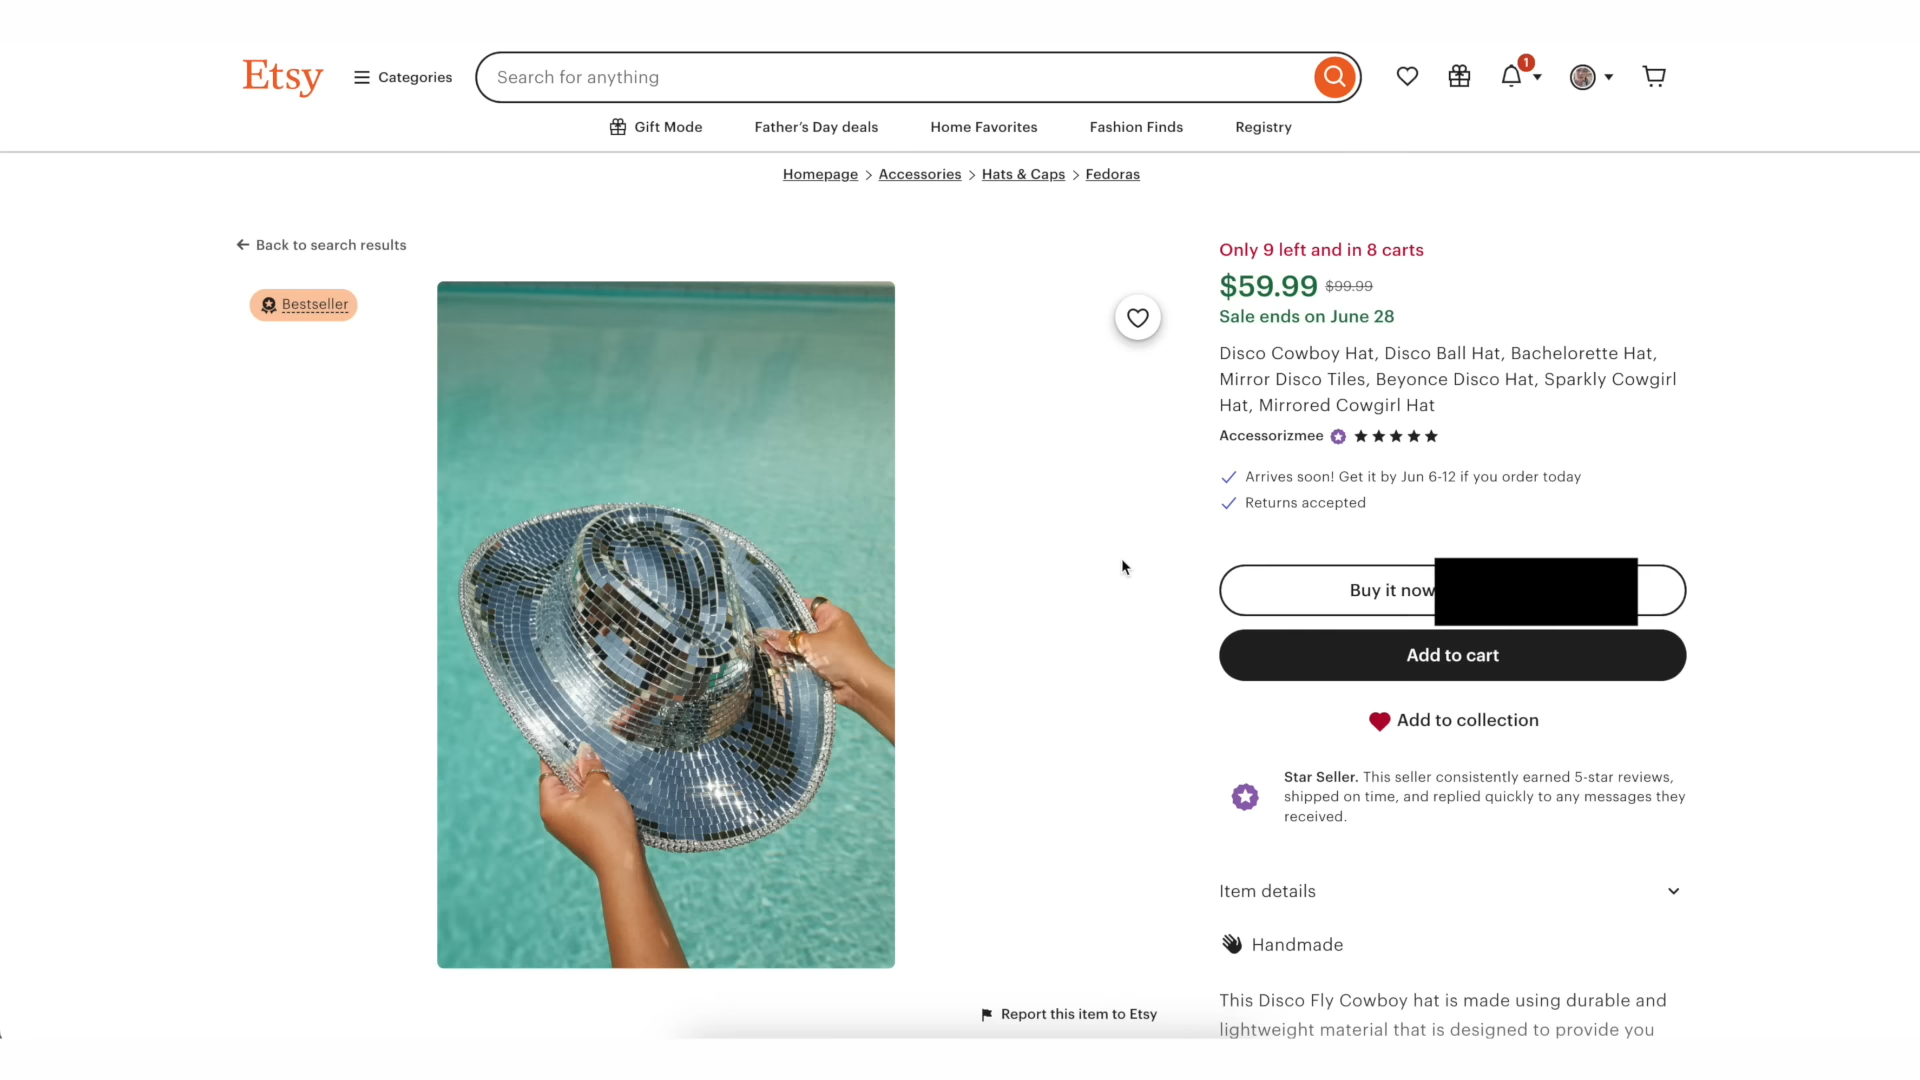 Etsy
Categories
Search for anything
1
Gift Mode
Father's Day deals
Home Favorites
Fashion Finds
Registry
Homepage > Accessories > Hats & Caps > Fedoras
Back to search results
Bestseller
Only 9 left and in 8 carts
$59.99 $99.99
Sale ends on June 28
Disco Cowboy Hat, Disco Ball Hat, Bachelorette Hat,
Mirror Disco Tiles, Beyonce Disco Hat, Sparkly Cowgirl
Hat, Mirrored Cowgirl Hat
Accessorizmee
Arrives soon! Get it by Jun 6-12 if you order today
Returns accepted
Buy it now
Add to cart
Add to collection
Star Seller. This seller consistently earned 5-star reviews,
shipped on time, and replied quickly to any messages they
received.
Item details
Handmade
This Disco Fly Cowboy hat is made using durable and
lightweight material that is designed to provide you
Report this item to Etsy